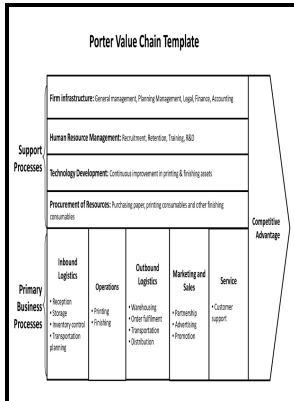 Porter Value Chain Template
Firm infrastructure: General management, Planning Management, Legal, Finance, Accounting
Human Resource Management: Recruitment, Retention, Training, R&D
Support
Processes
Technology Development: Continuous improvement in printing & finishing assets
Procurement of Resources: Purchasing paper, printing consumables and other finishing
consumables
Competitive
Advantage
Primary
Business
Processes
Inbound
Logistics
• Reception
• Storage
• Inventory control
• Transportation
planning
Operations
• Printing
• Finishing
Outbound
Logistics
• Warehousing
• Order fulfilment
• Transportation
• Distribution
Marketing and
Sales
• Partnership
• Advertising
• Promotion
Service
• Customer
support